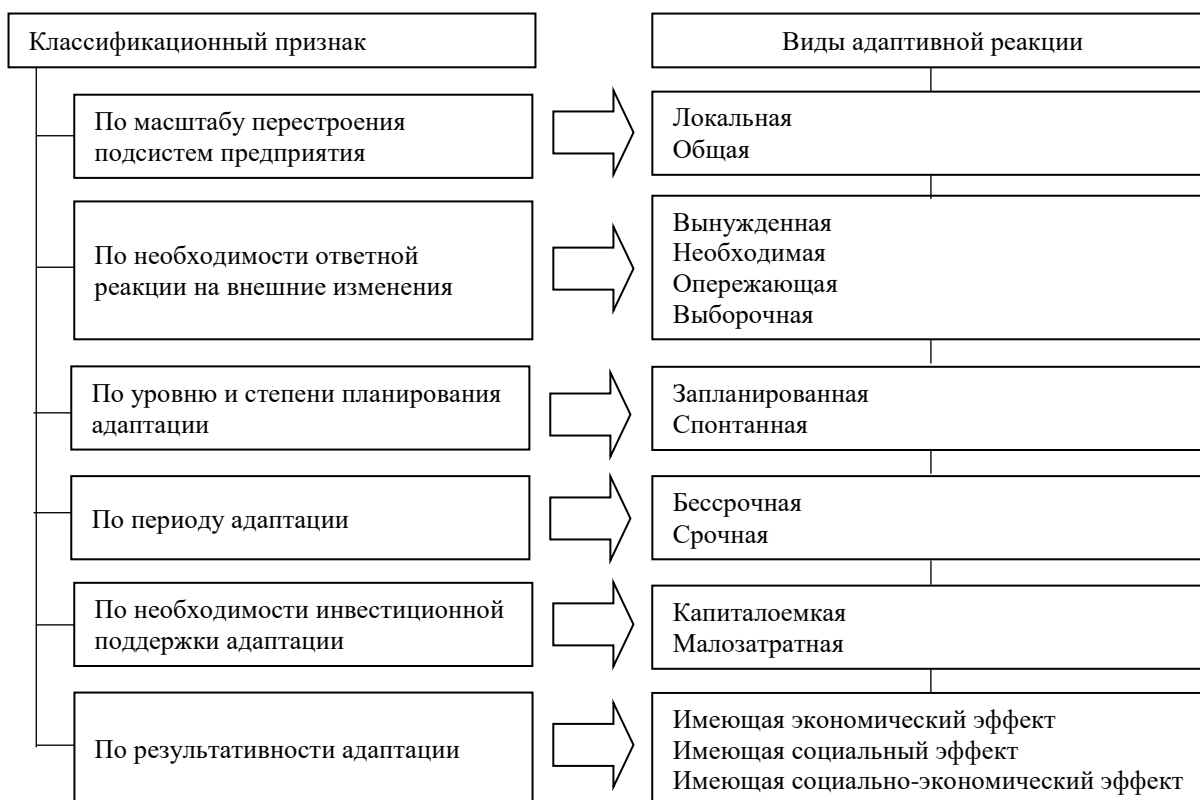 Классификационный признак
Виды адаптивной реакции
По масштабу перестроения
подсистем предприятия
Локальная
Общая
По необходимости ответной
реакции на внешние изменения
Вынужденная
Необходимая
Опережающая
Выборочная
По уровню и степени планирования
адаптации
Запланированная
Спонтанная
По периоду адаптации
Бессрочная
Срочная
По необходимости инвестиционной
поддержки адаптации
Капиталоемкая
Малозатратная
По результативности адаптации
Имеющая экономический эффект
Имеющая социальный эффект
Имеющая социально-экономический эффект